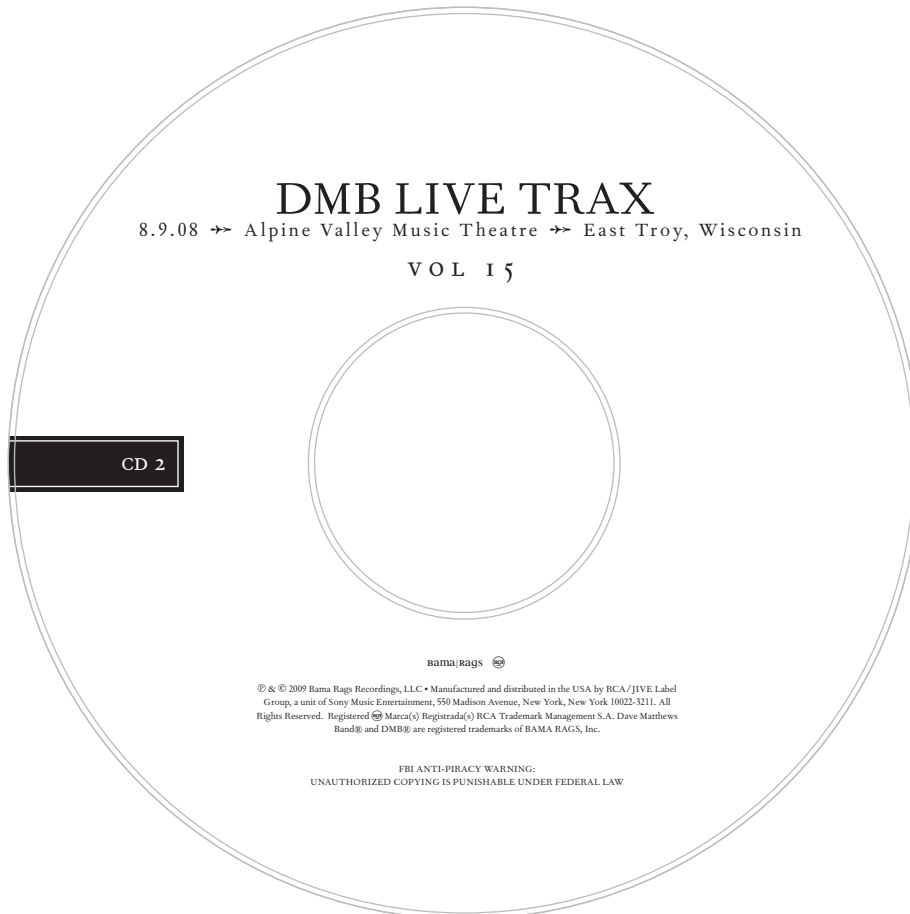 DMB LIVE TRAX
8.9.08 ➳ Alpine Valley Music Theatre ➳ East Troy, Wisconsin
VOL 15
CD 2
Bama|Rags RCA
℗ & © 2009 Bama Rags Recordings, LLC • Manufactured and distributed in the USA by RCA/JIVE Label
Group, a unit of Sony Music Entertainment, 550 Madison Avenue, New York, New York 10022-3211. All
Rights Reserved. Registered RCA Marca(s) Registrada(s) RCA Trademark Management S.A. Dave Matthews
Band® and DMB® are registered trademarks of BAMA RAGS, Inc.
FBI ANTI-PIRACY WARNING:
UNAUTHORIZED COPYING IS PUNISHABLE UNDER FEDERAL LAW